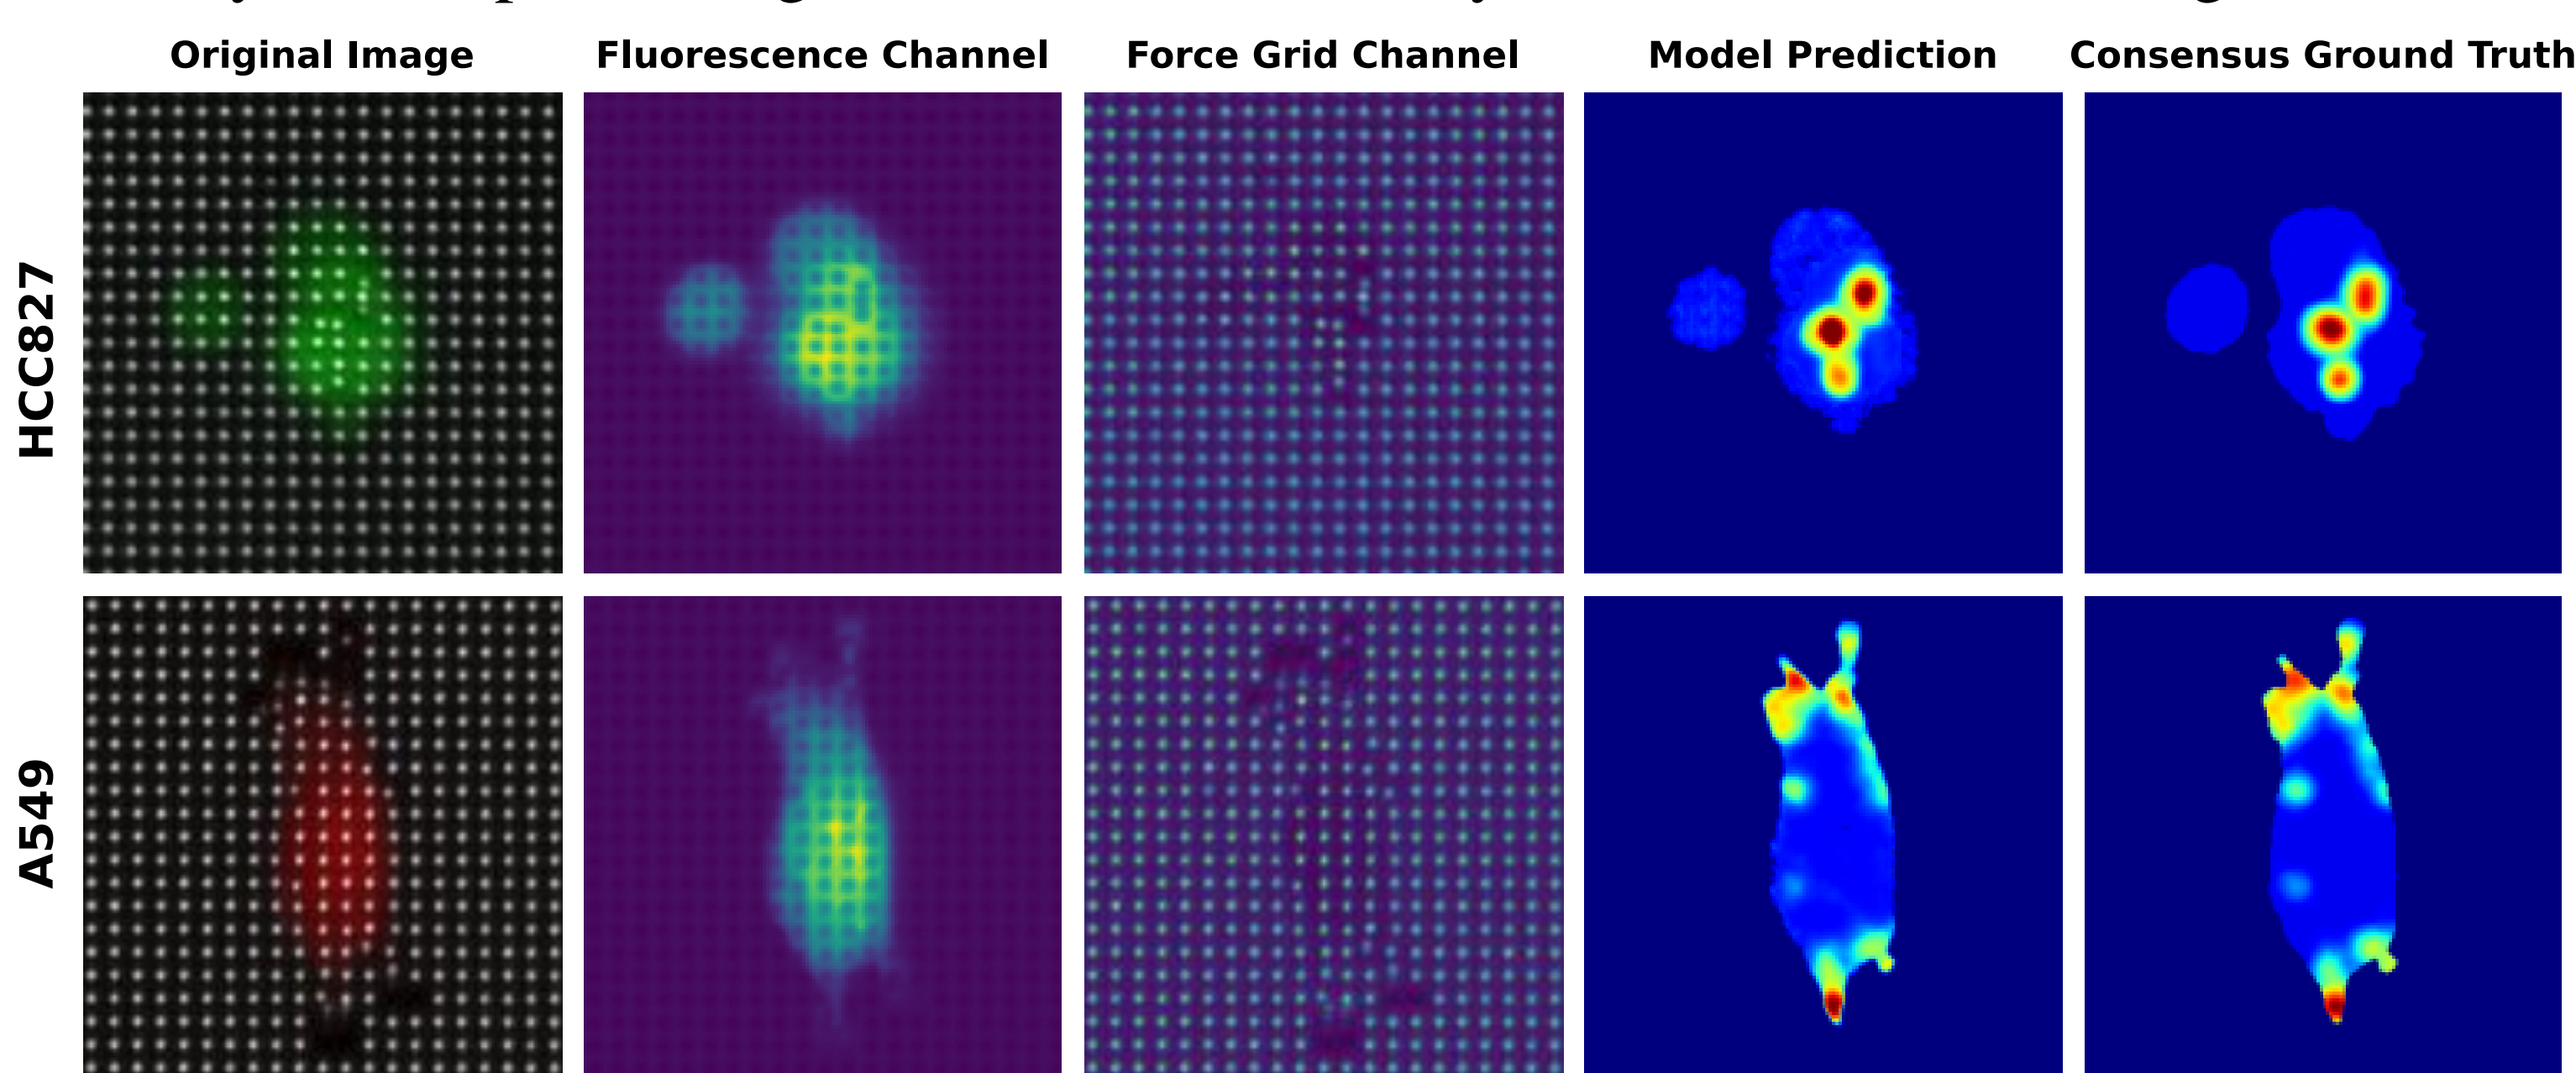 Original Image
Fluorescence Channel
Force Grid Channel
Model Prediction
Consensus Ground Truth
HCC827
A549